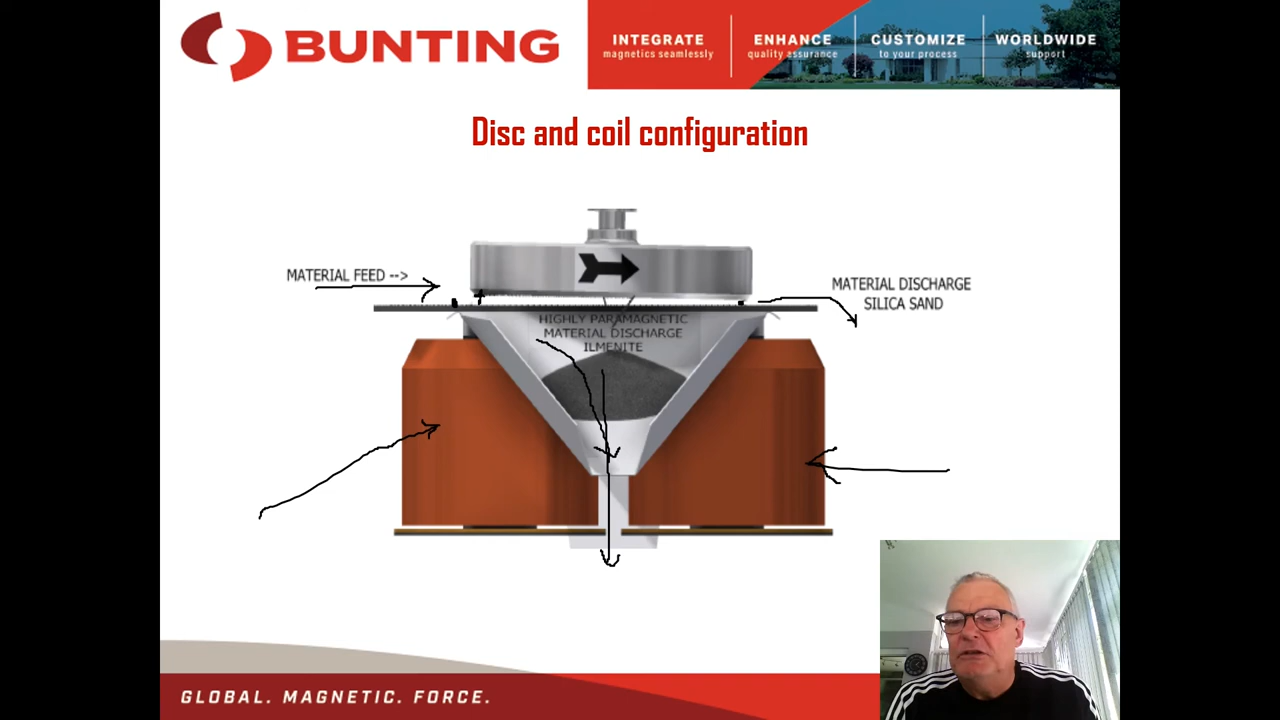 BUNTING
INTEGRATE
magnetics seamlessly
ENHANCE
quality assurance
CUSTOMIZE
to your process
WORLDWIDE
support
Disc and coil configuration
MATERIAL FEED -->
MATERIAL DISCHARGE
SILICA SAND
HIGHLY PARAMAGNETIC
MATERIAL DISCHARGE
ILMENITE
GLOBAL. MAGNETIC. FORCE.